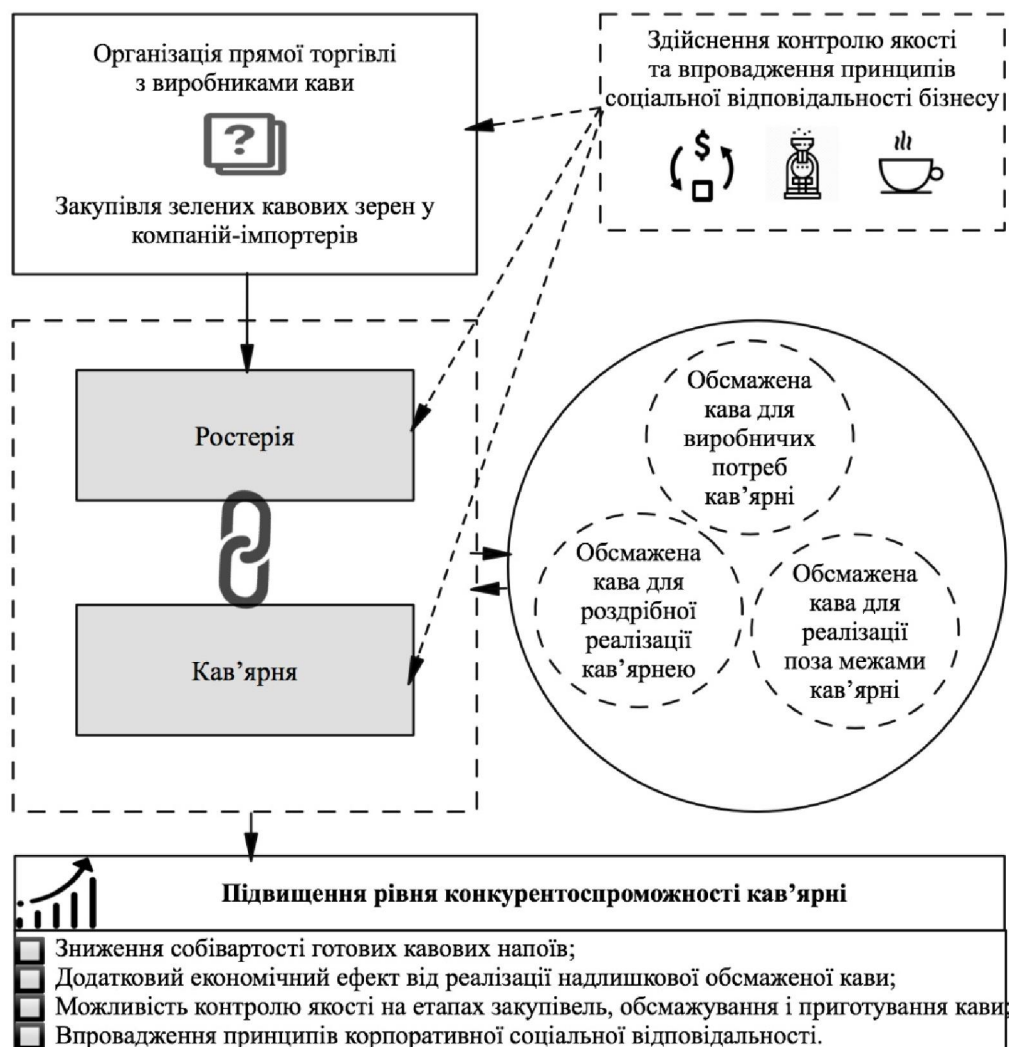 Організація прямої торгівлі
з виробниками кави
?
Закупівля зелених кавових зерен у
компаній-імпортерів
Здійснення контролю якості
та впровадження принципів
соціальної відповідальності бізнесу
$
Ростерія
Кав’ярня
Обсмажена
кава для
виробничих
потреб
кав’ярні
Обсмажена
кава для
роздрібної
реалізації
кав’ярнею
Обсмажена
кава для
реалізації
поза межами
кав’ярні
Підвищення рівня конкурентоспроможності кав’ярні
Зниження собівартості готових кавових напоїв;
Додатковий економічний ефект від реалізації надлишкової обсмаженої кави;
Можливість контролю якості на етапах закупівель, обсмажування і приготування кави;
Впровадження принципів корпоративної соціальної відповідальності.